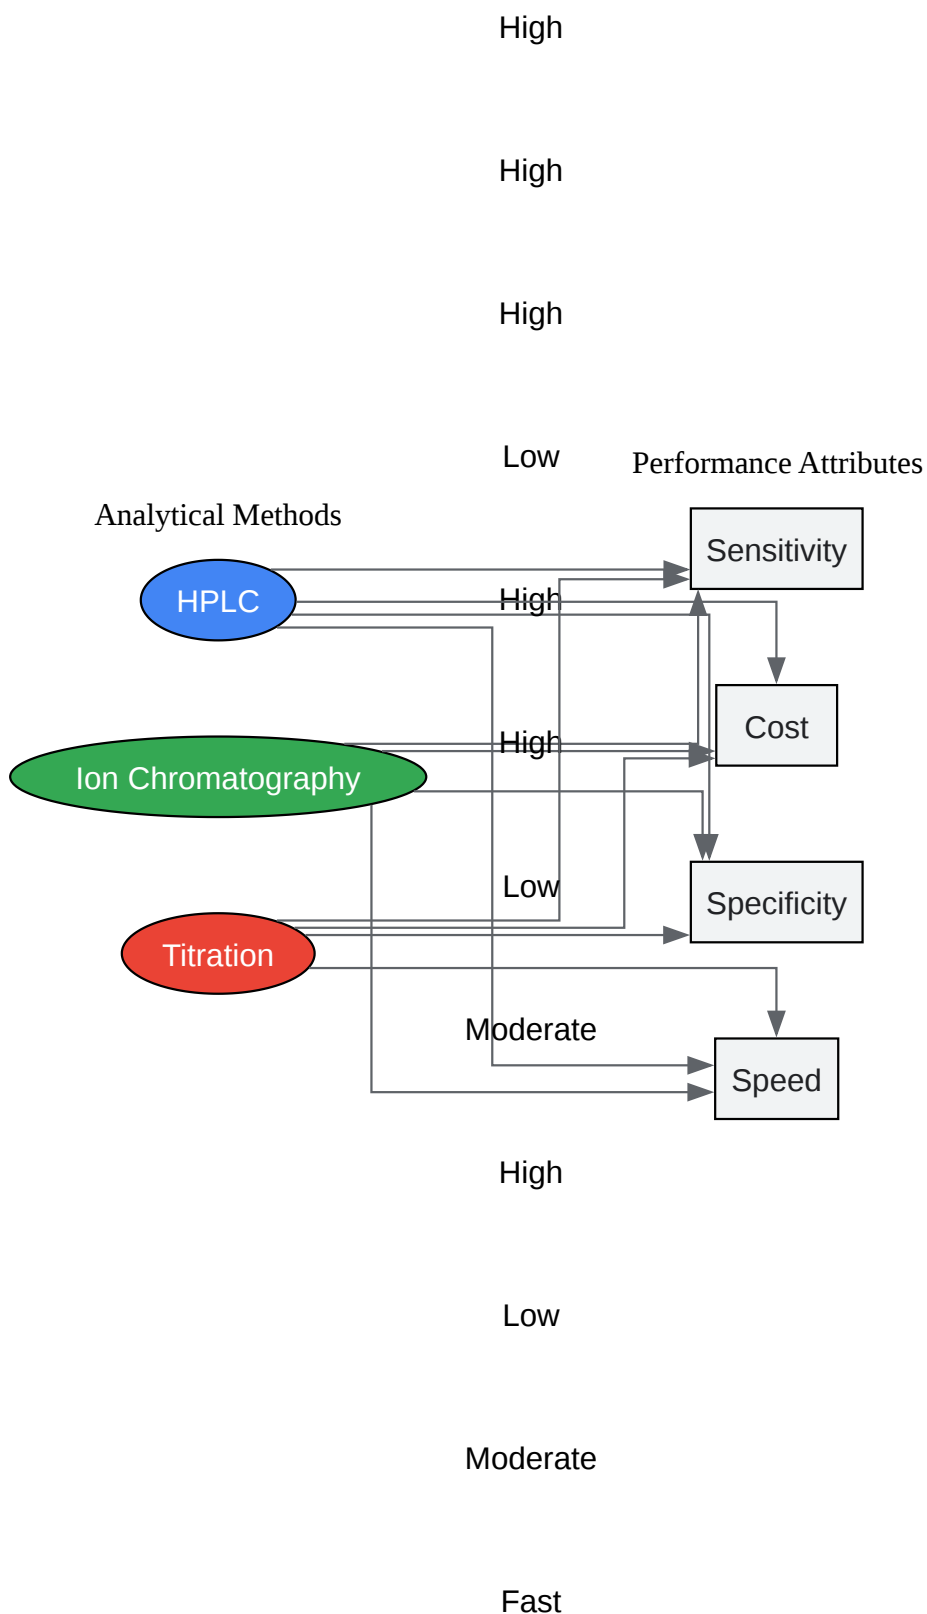 High
High
High
Low
Performance Attributes
Analytical Methods
Sensitivity
HPLC
High
Cost
High
Ion Chromatography
Low
Specificity
Titration
Moderate
Speed
High
Low
Moderate
Fast